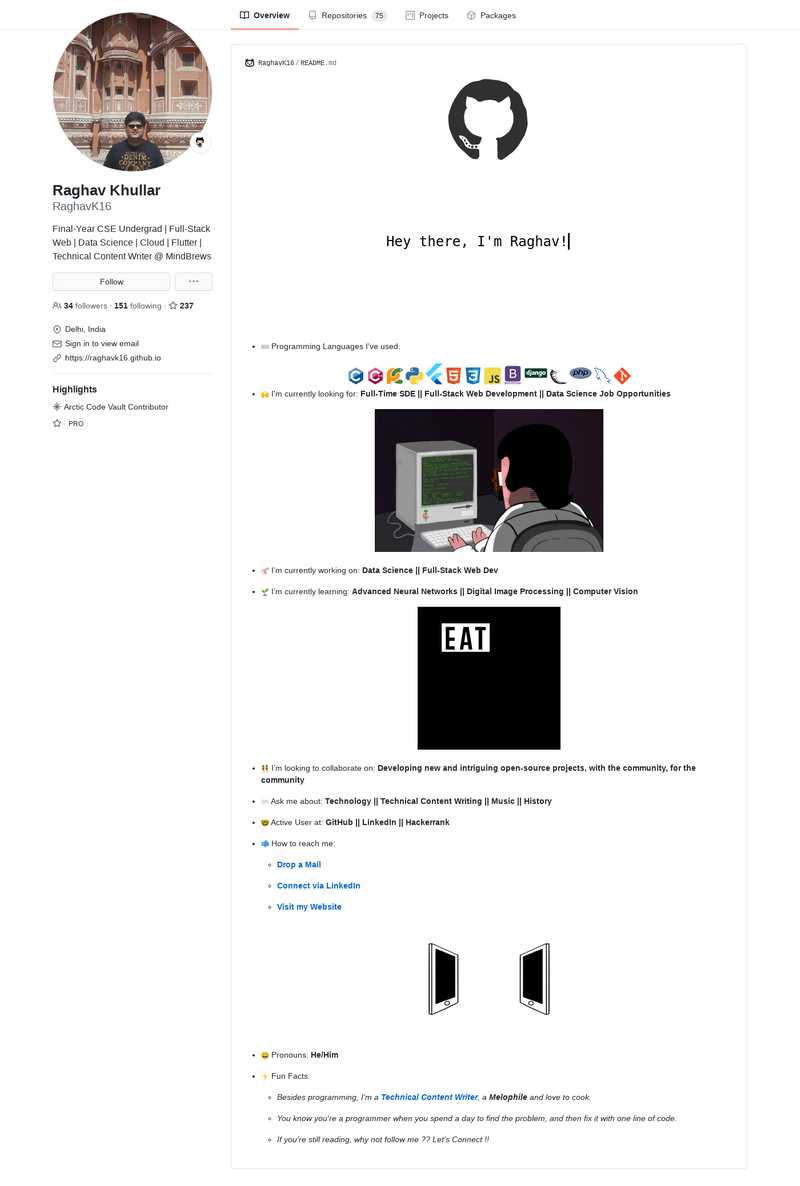 Overview
Repositories 75
Projects
Packages
DENIM
COMPANY
Raghav Khullar
RaghavK16
Final-Year CSE Undergrad | Full-Stack
Web | Data Science | Cloud | Flutter |
Technical Content Writer @ MindBrews
Follow
34 followers · 151 following · 237
Delhi, India
Sign in to view email
https://raghavk16.github.io
Highlights
Arctic Code Vault Contributor
PRO
RaghavK16 / README.md
Hey there, I'm Raghav!
Programming Languages I've used:
C C JS B django php
I'm currently looking for: Full-Time SDE || Full-Stack Web Development || Data Science Job Opportunities
I'm currently working on: Data Science || Full-Stack Web Dev
I'm currently learning: Advanced Neural Networks || Digital Image Processing || Computer Vision
EAT
I'm looking to collaborate on: Developing new and intriguing open-source projects, with the community, for the
community
Ask me about: Technology || Technical Content Writing || Music || History
Active User at: GitHub || LinkedIn || Hackerrank
How to reach me:
Drop a Mail
Connect via LinkedIn
Visit my Website
Pronouns: He/Him
Fun Facts:
Besides programming, I'm a Technical Content Writer, a Melophile and love to cook.
You know you're a programmer when you spend a day to find the problem, and then fix it with one line of code.
If you're still reading, why not follow me ?? Let's Connect !!